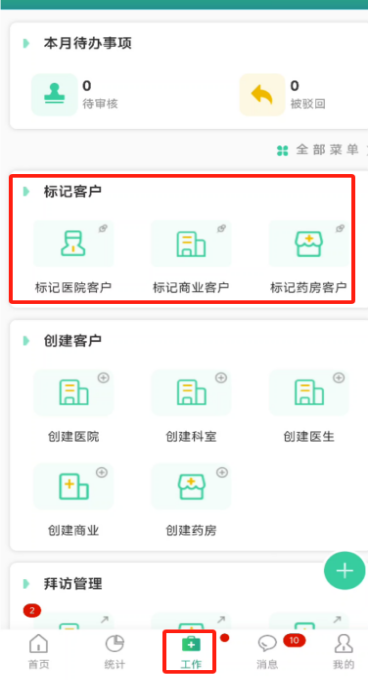 本月待办事项
0
待审核
0
被驳回
全部菜单
标记客户
标记医院客户
标记商业客户
标记药房客户
创建客户
创建医院
创建科室
创建医生
创建商业
创建药房
拜访管理
2
10
首页
统计
工作
消息
我的